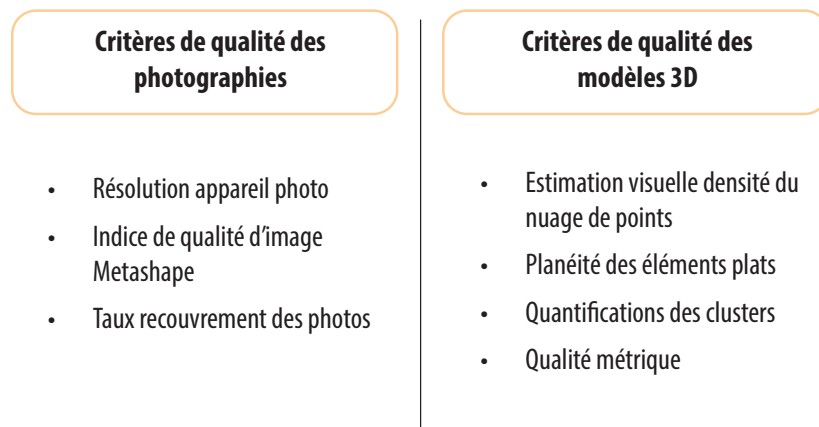 Critères de qualité des
photographies
• Résolution appareil photo
• Indice de qualité d'image
Metashape
• Taux recouvrement des photos
Critères de qualité des
modèles 3D
• Estimation visuelle densité du
nuage de points
• Planéité des éléments plats
• Quantifications des clusters
• Qualité métrique